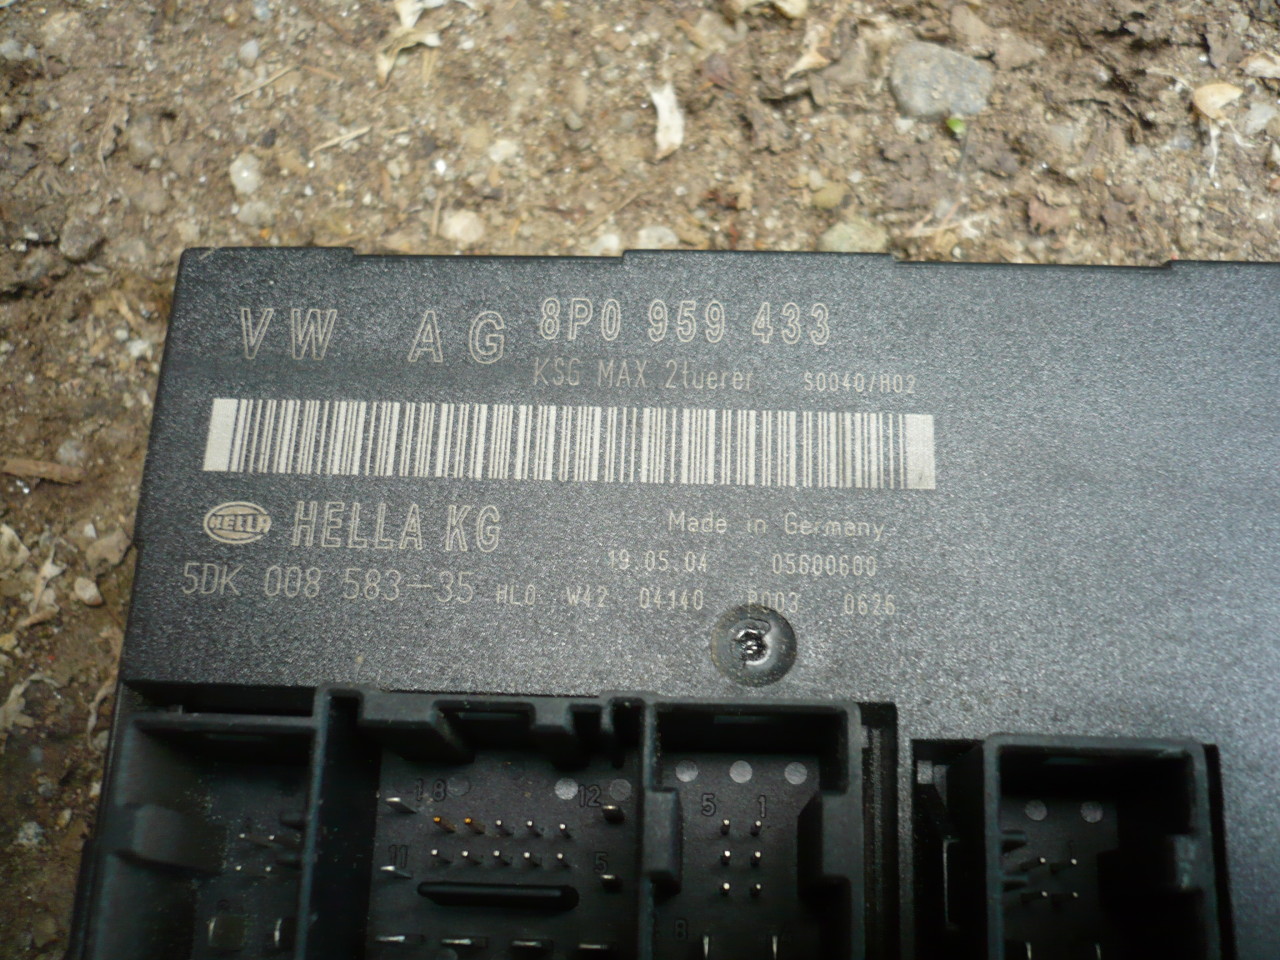 VW AG 8P0 959 433
KSG MAX 2tuerer S0040/H02
HELLA HELLA KG Made in Germany
19.05.04 05600600
5DK 008 583-35 HL0 W42 04140 P003 0626
18 12 5 1
11 5
8